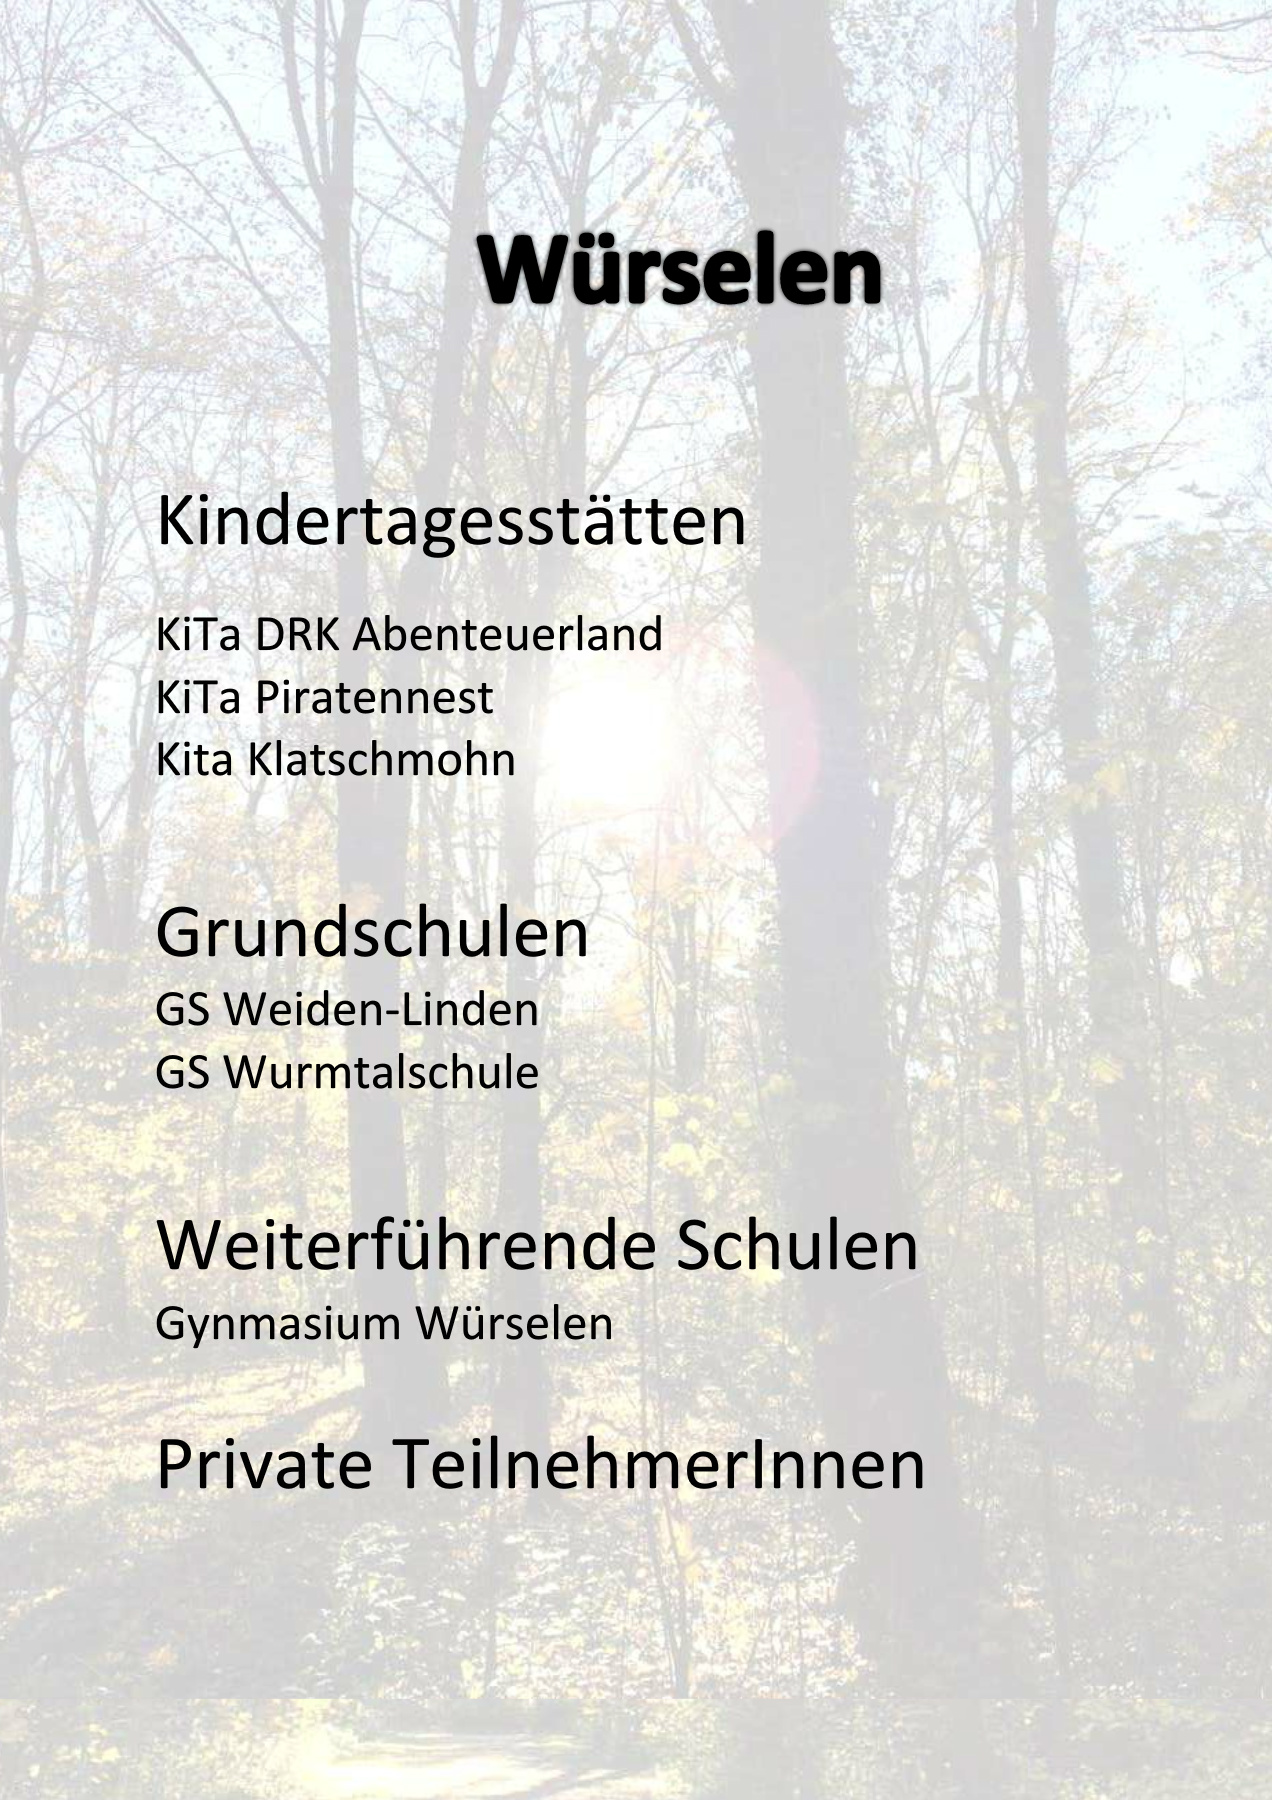 Würselen
Kindertagesstätten
KiTa DRK Abenteuerland
KiTa Piratennest
Kita Klatschmohn
Grundschulen
GS Weiden-Linden
GS Wurmtalschule
Weiterführende Schulen
Gynmasium Würselen
Private TeilnehmerInnen